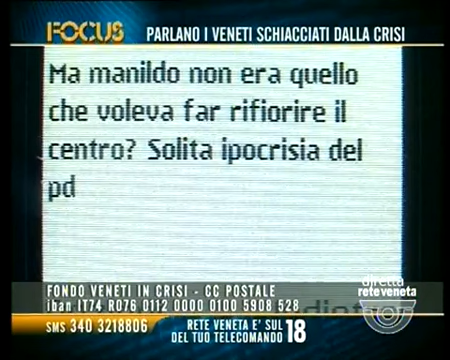 FOCUS
PARLANO I VENETI SCHIACCIATI DALLA CRISI
Ma manildo non era quello
che voleva far rifiorire il
centro? Solita ipocrisia del
pd
FONDO VENETI IN CRISI - CC POSTALE
iban IT74 R076 0112 0000 0100 5908 528
diretta
reteveneta
SMS 340 3218806
RETE VENETA E' SUL
DEL TUO TELECOMANDO
18